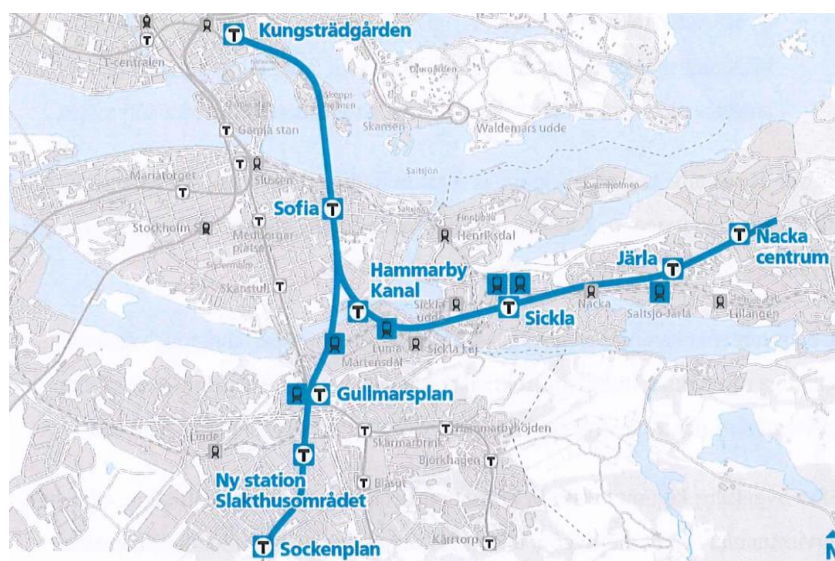 Kungsträdgården
T-centralen
Gamla stan
Skansen
Waldemars udde
Saltsjön
Mariatorget
Slussen
Sofia
Stockholm S
Södermalm
Skanstull
Henriksdal
Hammarby
Kanal
Järla
Nacka
centrum
Sickla
udde
Nacka
Saltsjö-Järla
Lillängen
Sickla
Luma
Sickla kaj
Mårtensdal
Gullmarsplan
Linde
Skärmarbrink
Hammarbyhöjden
Björkhagen
Blåsut
Ny station
Slakthusområdet
Kärrtorp
Sockenplan
N